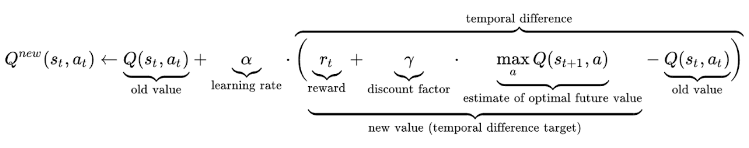 temporal difference
Q^{new}(s_t, a_t) ← Q(s_t, a_t) + α · ( r_t + γ · max_a Q(s_{t+1}, a) − Q(s_t, a_t) )
old value learning rate reward discount factor estimate of optimal future value old value
new value (temporal difference target)